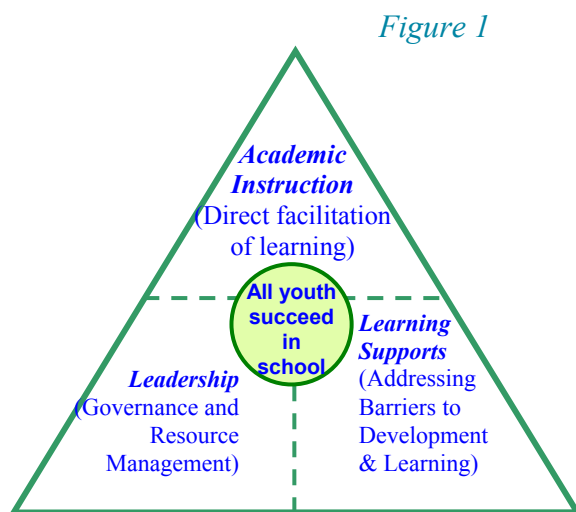 Figure 1
Academic
Instruction
(Direct facilitation
of learning)
All youth
succeed
in
school
Leadership
(Governance and
Resource
Management)
Learning
Supports
(Addressing
Barriers to
Development
& Learning)